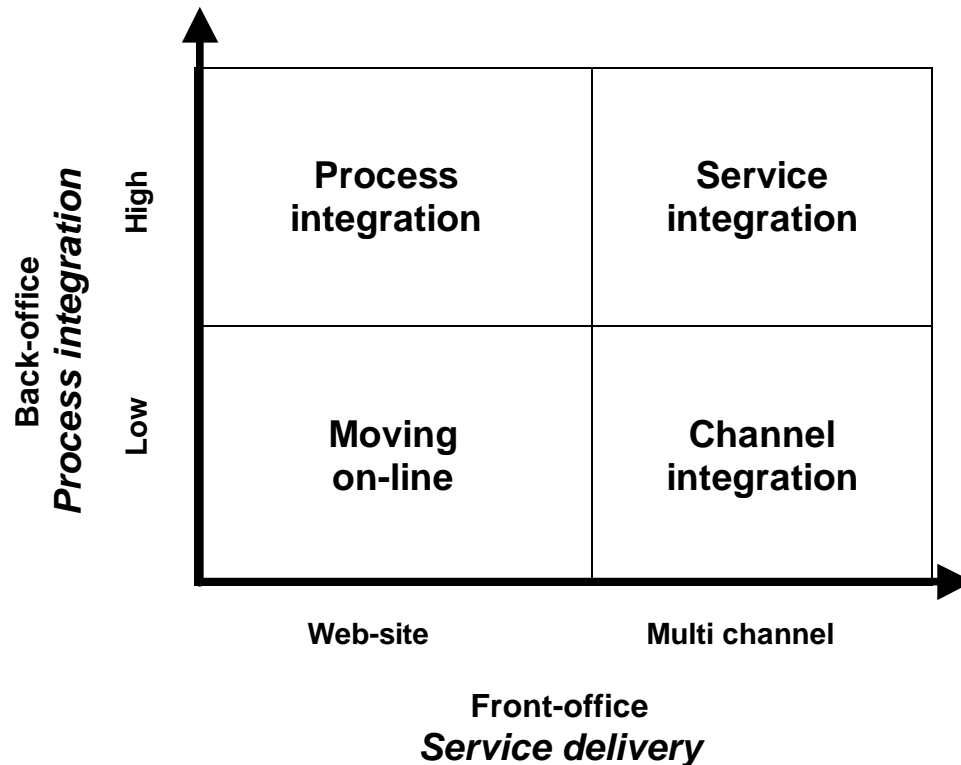 Process
integration
Service
integration
High
Back-office
Process integration
Low
Moving
on-line
Channel
integration
Web-site
Multi channel
Front-office
Service delivery